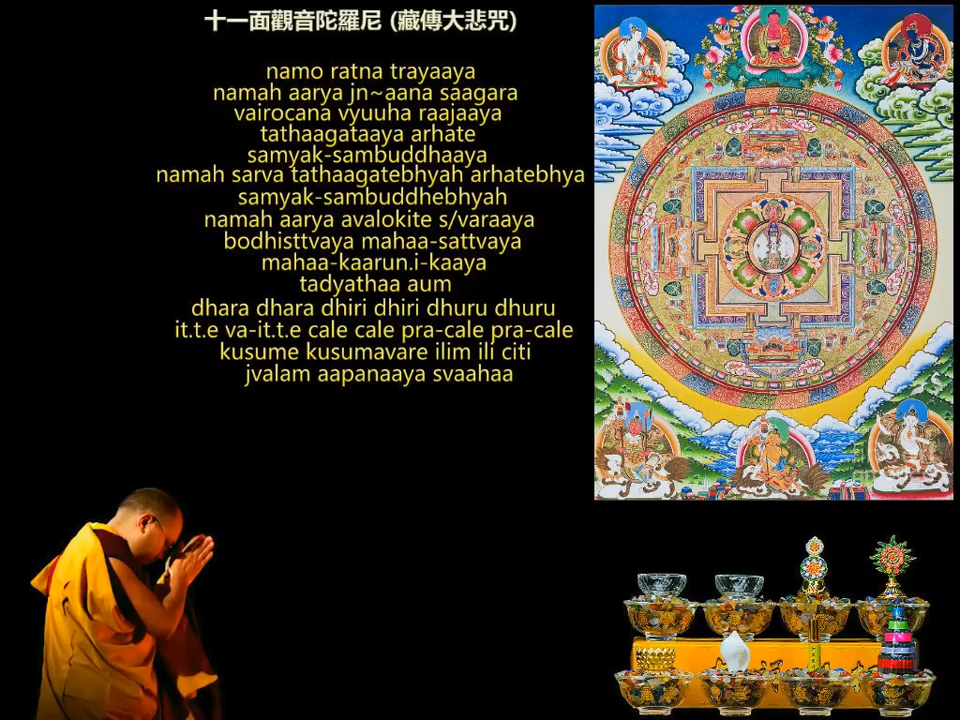 十一面觀音陀羅尼 (藏傳大悲咒)
namo ratna trayaaya
namah aarya jn~aana saagara
vairocana vyuuha raajaaya
tathaagataaya arhate
samyak-sambuddhaaya
namah sarva tathaagatebhyah arhatebhya
samyak-sambuddhebhyah
namah aarya avalokite s/varaaya
bodhisttvaya mahaa-sattvaya
mahaa-kaarun.i-kaaya
tadyathaa aum
dhara dhara dhiri dhiri dhuru dhuru
it.t.e va-it.t.e cale cale pra-cale pra-cale
kusume kusumavare ilim ili citi
jvalam aapanaaya svaahaa